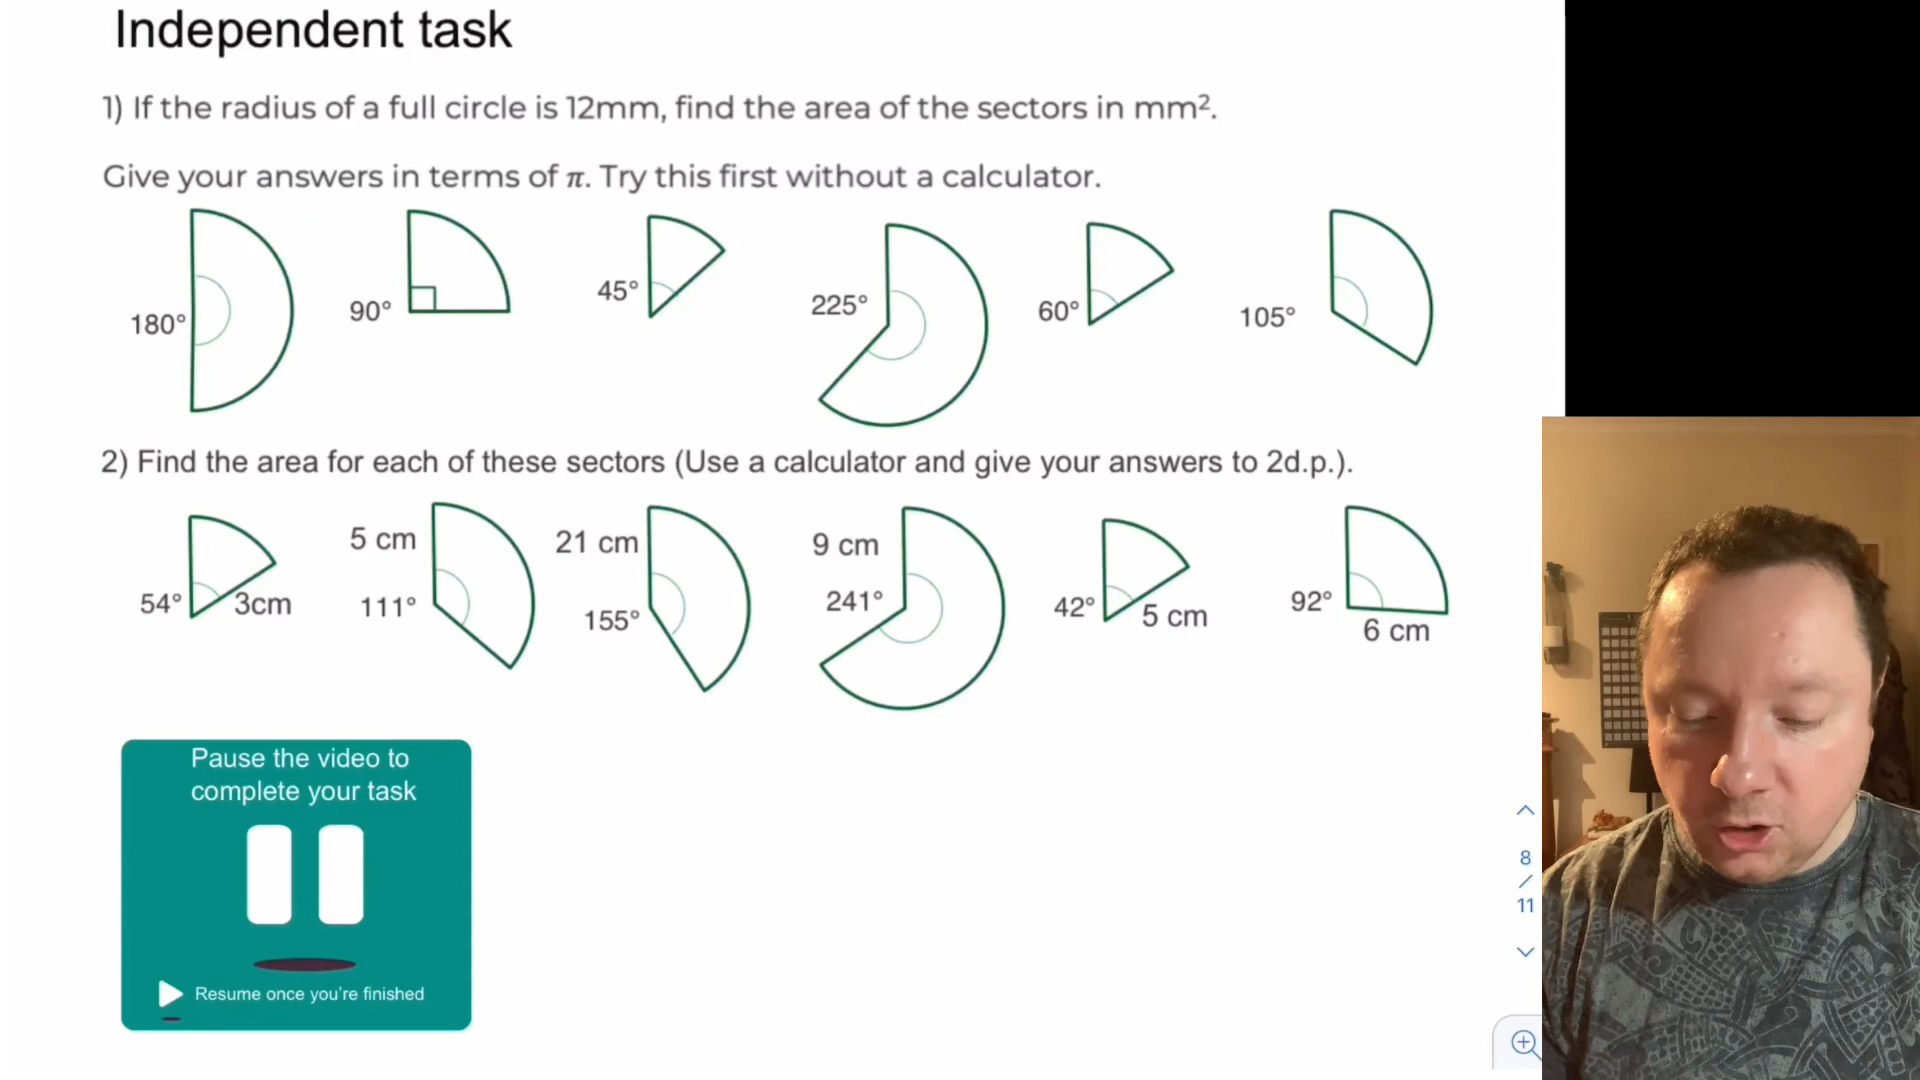 Independent task
1) If the radius of a full circle is 12mm, find the area of the sectors in mm².
Give your answers in terms of π. Try this first without a calculator.
180°
90°
45°
225°
60°
105°
2) Find the area for each of these sectors (Use a calculator and give your answers to 2d.p.).
54°
3cm
5 cm
111°
21 cm
155°
9 cm
241°
42°
5 cm
92°
6 cm
Pause the video to
complete your task
Resume once you're finished
8
/
11